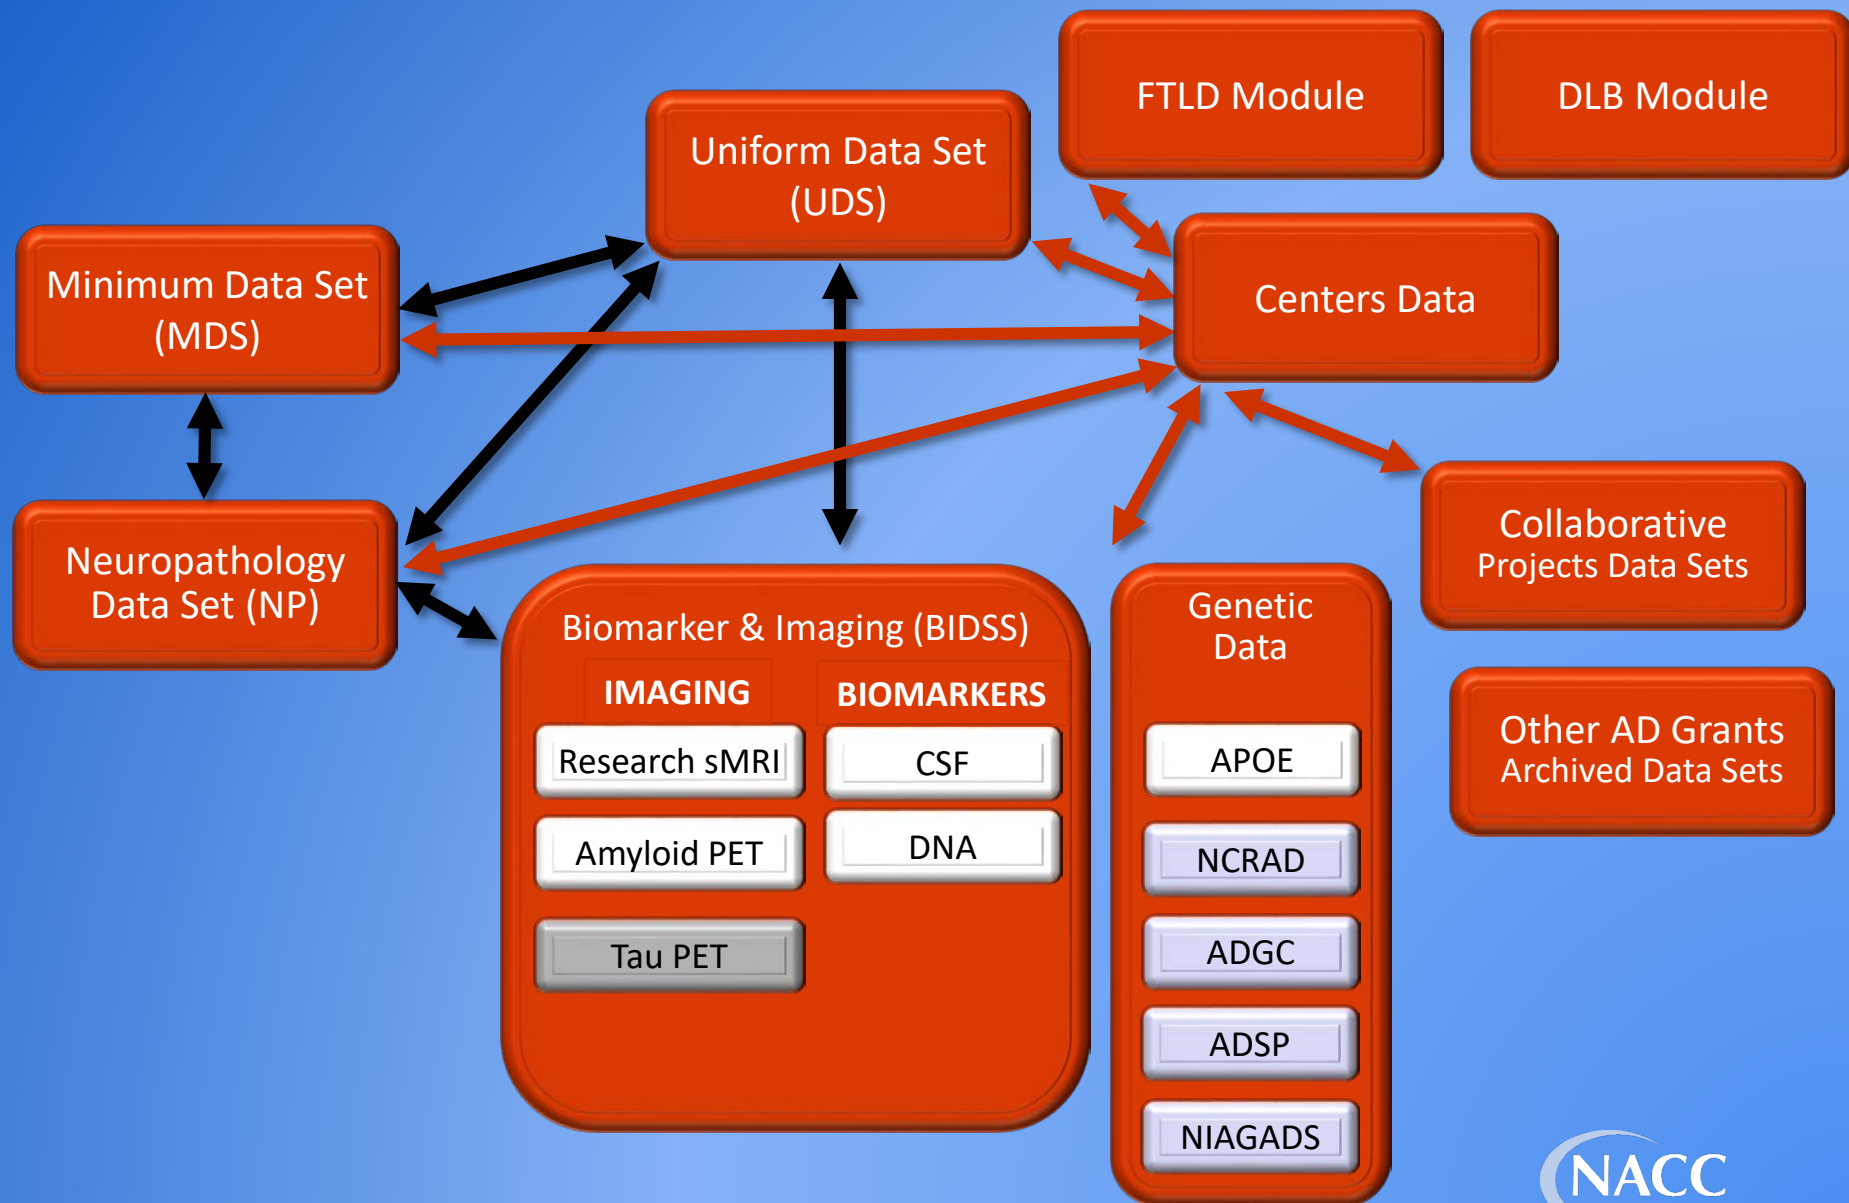 FTLD Module
DLB Module
Uniform Data Set
(UDS)
Minimum Data Set
(MDS)
Centers Data
Neuropathology
Data Set (NP)
Collaborative
Projects Data Sets
Biomarker & Imaging (BIDSS)
IMAGING
BIOMARKERS
Research sMRI
CSF
Amyloid PET
DNA
Tau PET
Genetic
Data
APOE
NCRAD
ADGC
ADSP
NIAGADS
Other AD Grants
Archived Data Sets
NACC